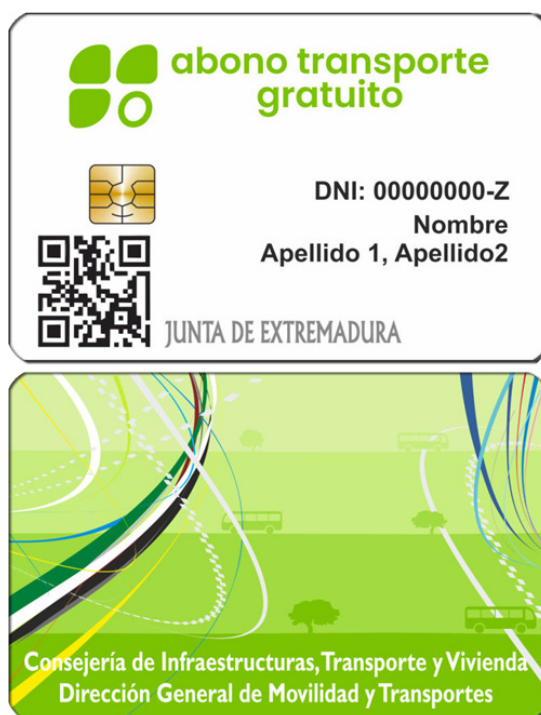 abono transporte
gratuito
DNI: 00000000-Z
Nombre
Apellido 1, Apellido2
JUNTA DE EXTREMADURA
Consejería de Infraestructuras, Transporte y Vivienda
Dirección General de Movilidad y Transportes